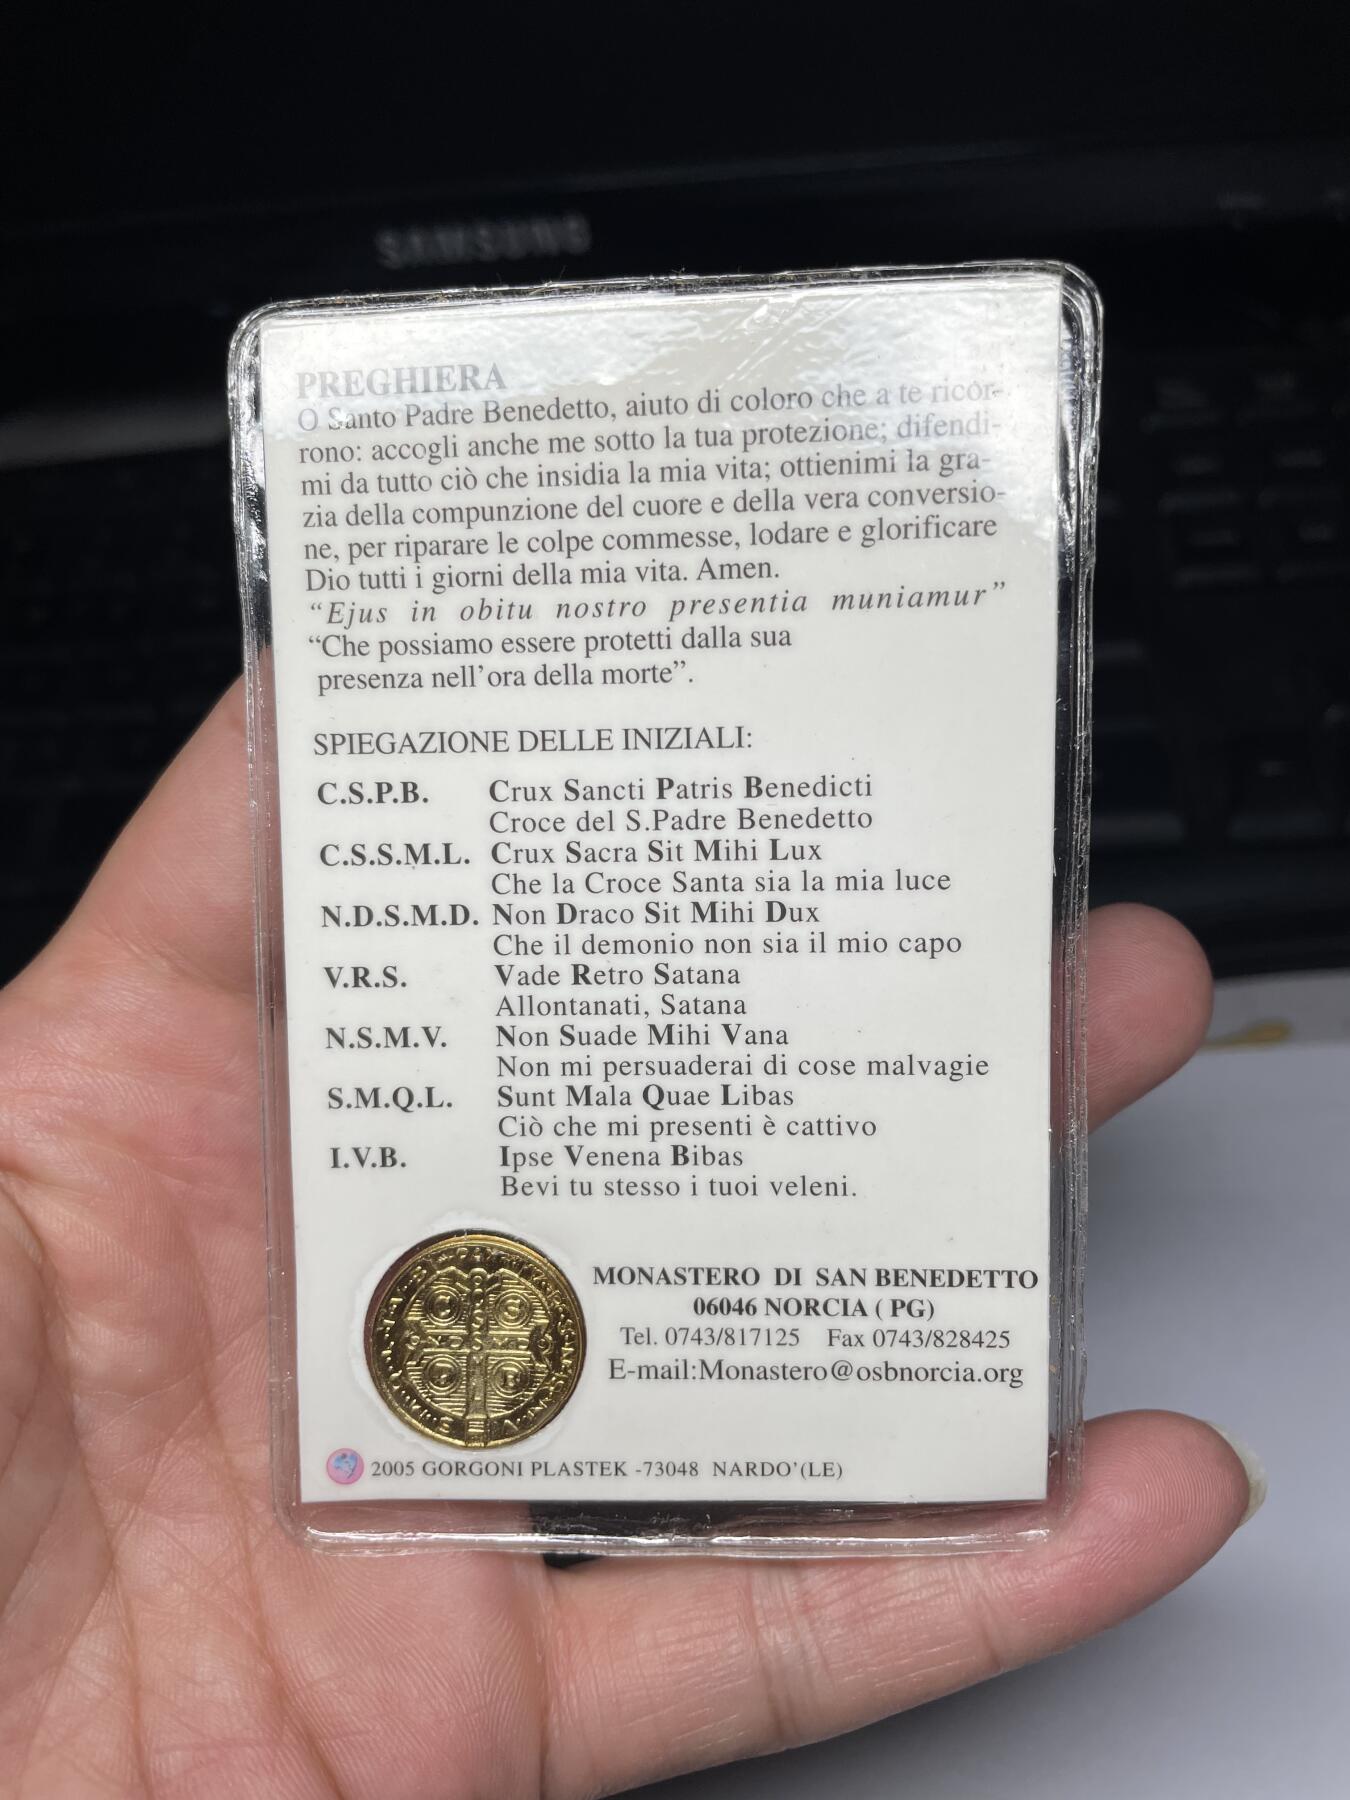 SAMSUNG
PREGHIERA
O Santo Padre Benedetto, aiuto di coloro che a te ricor-
rono: accogli anche me sotto la tua protezione; difendi-
mi da tutto ciò che insidia la mia vita; ottienimi la gra-
zia della compunzione del cuore e della vera conversio-
ne, per riparare le colpe commesse, lodare e glorificare
Dio tutti i giorni della mia vita. Amen.
“Ejus in obitu nostro presentia muniamur”
“Che possiamo essere protetti dalla sua
presenza nell’ora della morte”.
SPIEGAZIONE DELLE INIZIALI:
C.S.P.B. Crux Sancti Patris Benedicti
Croce del S.Padre Benedetto
C.S.S.M.L. Crux Sacra Sit Mihi Lux
Che la Croce Santa sia la mia luce
N.D.S.M.D. Non Draco Sit Mihi Dux
Che il demonio non sia il mio capo
V.R.S. Vade Retro Satana
Allontanati, Satana
N.S.M.V. Non Suade Mihi Vana
Non mi persuaderai di cose malvagie
S.M.Q.L. Sunt Mala Quae Libas
Ciò che mi presenti è cattivo
I.V.B. Ipse Venena Bibas
Bevi tu stesso i tuoi veleni.
MONASTERO DI SAN BENEDETTO
06046 NORCIA ( PG)
Tel. 0743/817125 Fax 0743/828425
E-mail:Monastero@osbnorcia.org
2005 GORGONI PLASTEK -73048 NARDO’(LE)